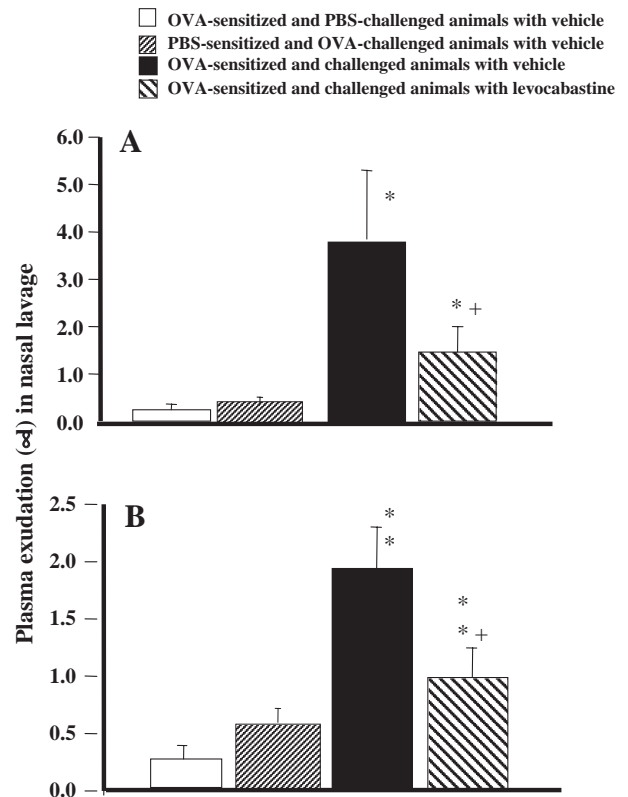 OVA-sensitized and PBS-challenged animals with vehicle
PBS-sensitized and OVA-challenged animals with vehicle
OVA-sensitized and challenged animals with vehicle
OVA-sensitized and challenged animals with levocabastine
A
6.0
5.0
4.0
3.0
2.0
1.0
0.0
*
* +
Plasma exudation (∝l) in nasal lavage
B
2.5
2.0
1.5
1.0
0.5
0.0
*
*
*
* +